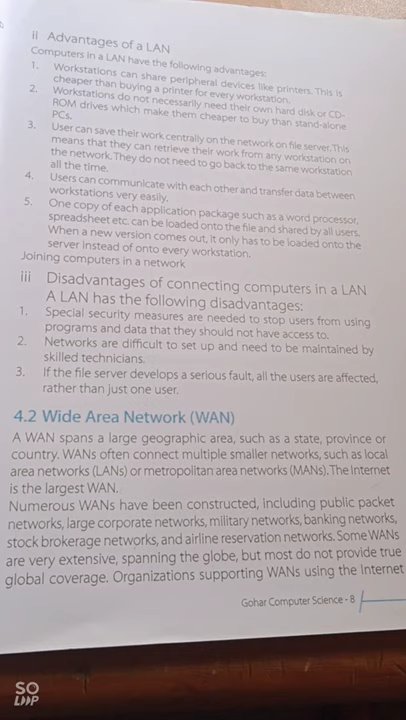 ii Advantages of a LAN
Computers in a LAN have the following advantages:
1. Workstations can share peripheral devices like printers. This is
cheaper than buying a printer for every workstation.
2. Workstations do not necessarily need their own hard disk or CD-
ROM drives which make them cheaper to buy than stand-alone
PCs.
3. User can save their work centrally on the network on file server. This
means that they can retrieve their work from any workstation on
the network. They do not need to go back to the same workstation
all the time.
4. Users can communicate with each other and transfer data between
workstations very easily.
5. One copy of each application package such as a word processor,
spreadsheet etc. can be loaded onto the file and shared by all users.
When a new version comes out, it only has to be loaded onto the
server instead of onto every workstation.
Joining computers in a network
iii Disadvantages of connecting computers in a LAN
A LAN has the following disadvantages:
1. Special security measures are needed to stop users from using
programs and data that they should not have access to.
2. Networks are difficult to set up and need to be maintained by
skilled technicians.
3. If the file server develops a serious fault, all the users are affected,
rather than just one user.
4.2 Wide Area Network (WAN)
A WAN spans a large geographic area, such as a state, province or
country. WANs often connect multiple smaller networks, such as local
area networks (LANs) or metropolitan area networks (MANs). The Internet
is the largest WAN.
Numerous WANs have been constructed, including public packet
networks, large corporate networks, military networks, banking networks,
stock brokerage networks, and airline reservation networks. Some WANs
are very extensive, spanning the globe, but most do not provide true
global coverage. Organizations supporting WANs using the Internet
Gohar Computer Science - 8
SO
LOOP